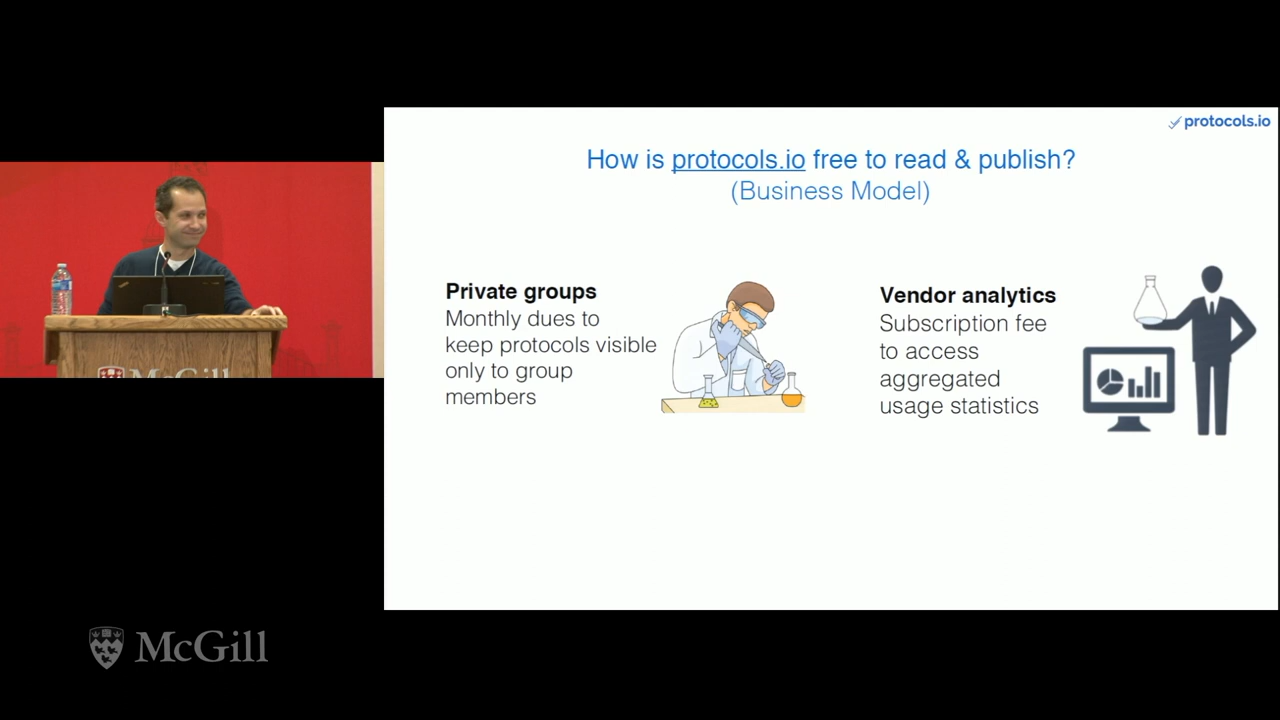 protocols.io
How is protocols.io free to read & publish?
(Business Model)
Private groups
Monthly dues to
keep protocols visible
only to group
members
Vendor analytics
Subscription fee
to access
aggregated
usage statistics
McGill
McGill